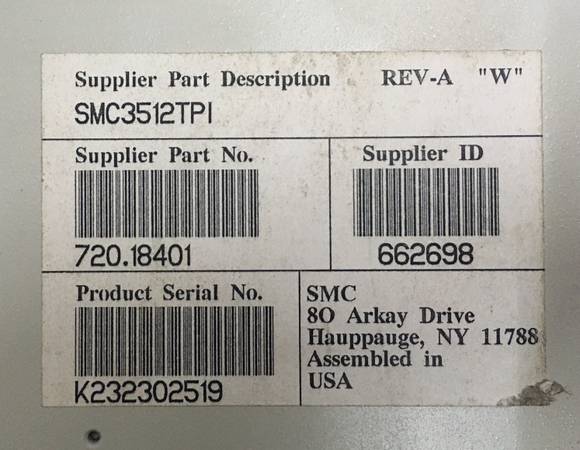 Supplier Part Description REV-A "W"
SMC3512TPI
Supplier Part No.
720.18401
Supplier ID
662698
Product Serial No.
K232302519
SMC
80 Arkay Drive
Hauppauge, NY 11788
Assembled in
USA